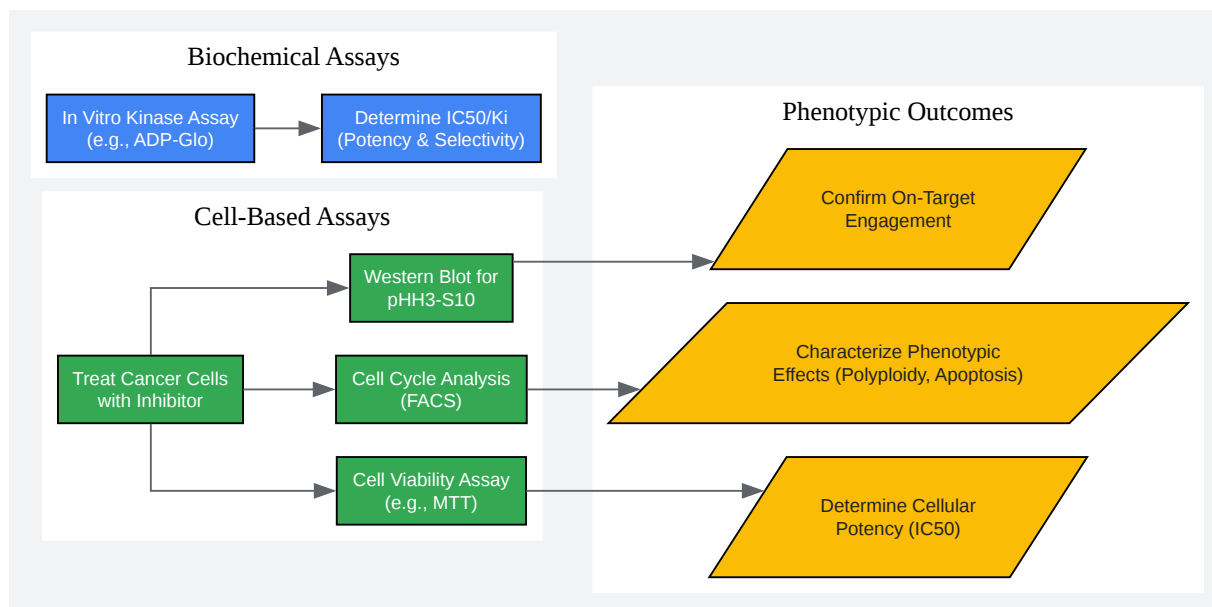 Biochemical Assays
In Vitro Kinase Assay
(e.g., ADP-Glo)
Determine IC50/Ki
(Potency & Selectivity)
Cell-Based Assays
Treat Cancer Cells
with Inhibitor
Western Blot for
pHH3-S10
Cell Cycle Analysis
(FACS)
Cell Viability Assay
(e.g., MTT)
Phenotypic Outcomes
Confirm On-Target
Engagement
Characterize Phenotypic
Effects (Polyploidy, Apoptosis)
Determine Cellular
Potency (IC50)